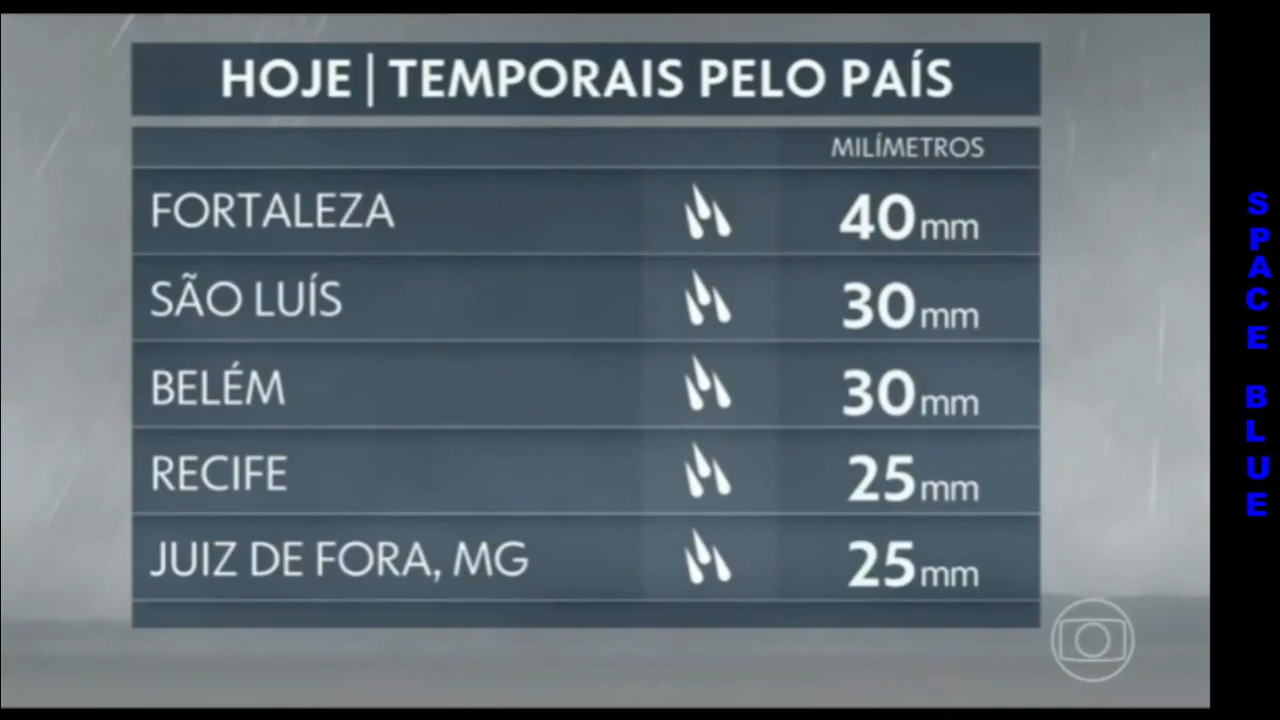 HOJE | TEMPORAIS PELO PAÍS
MILÍMETROS
FORTALEZA 40mm
SÃO LUÍS 30mm
BELÉM 30mm
RECIFE 25mm
JUIZ DE FORA, MG 25mm
SPACE BLUE